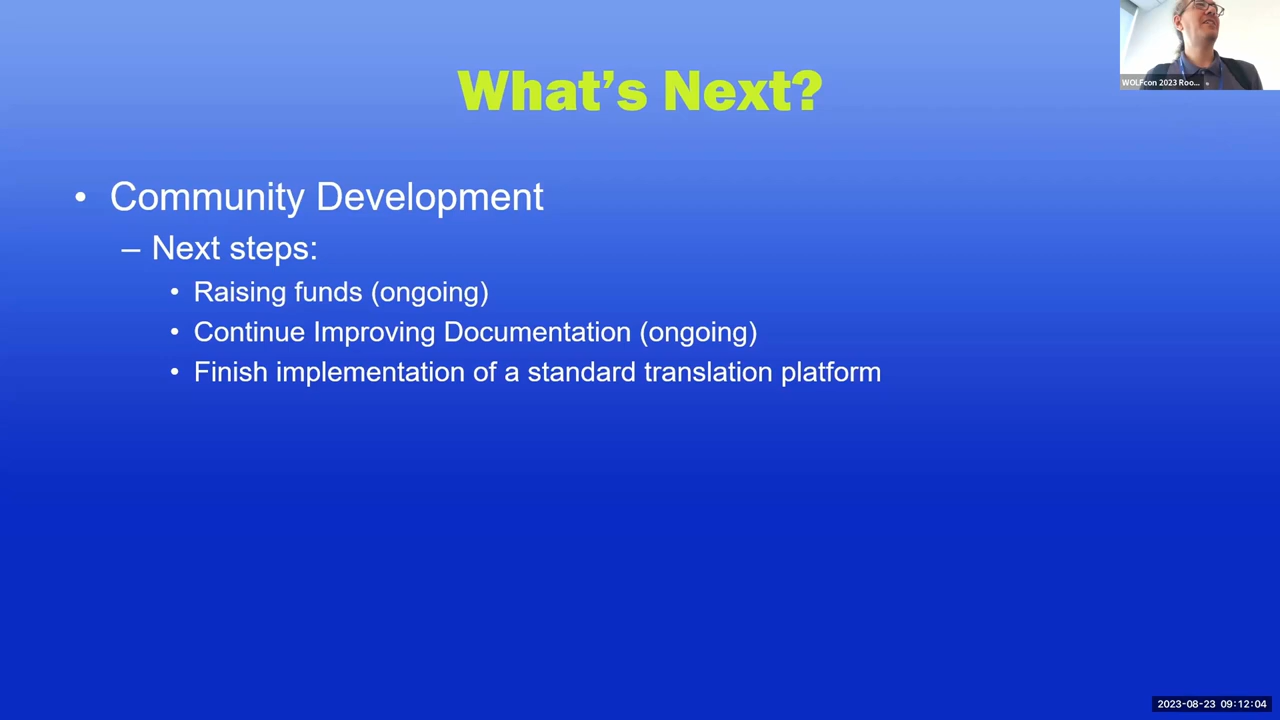 WOLFcon 2023 Roo...
What's Next?
• Community Development
– Next steps:
• Raising funds (ongoing)
• Continue Improving Documentation (ongoing)
• Finish implementation of a standard translation platform
2023-08-23 09:12:04